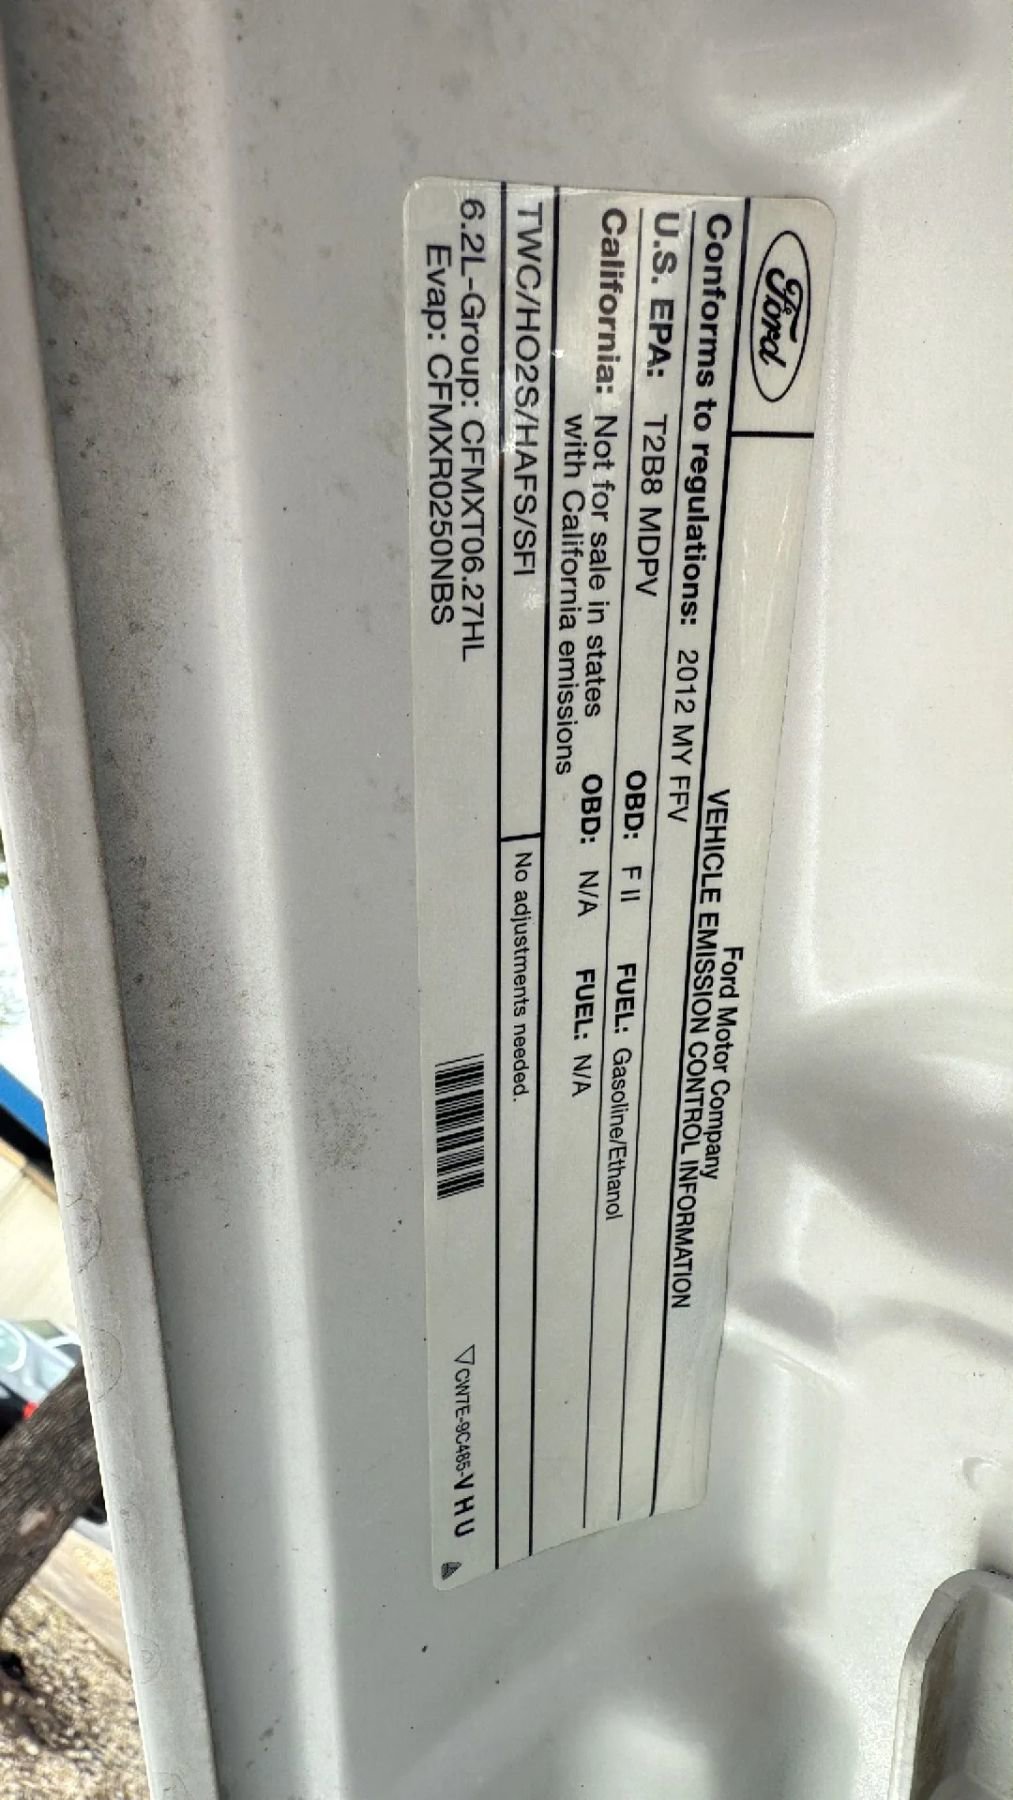 Ford
Ford Motor Company
VEHICLE EMISSION CONTROL INFORMATION
Conforms to regulations: 2012 MY FFV
U.S. EPA: T2B8 MDPV OBD: F II FUEL: Gasoline/Ethanol
California: Not for sale in states OBD: N/A FUEL: N/A
with California emissions
TWC/HO2S/HAFS/SFI No adjustments needed.
6.2L-Group: CFMXT06.27HL
Evap: CFMXR0250NBS
CW7E-9C485-V H U